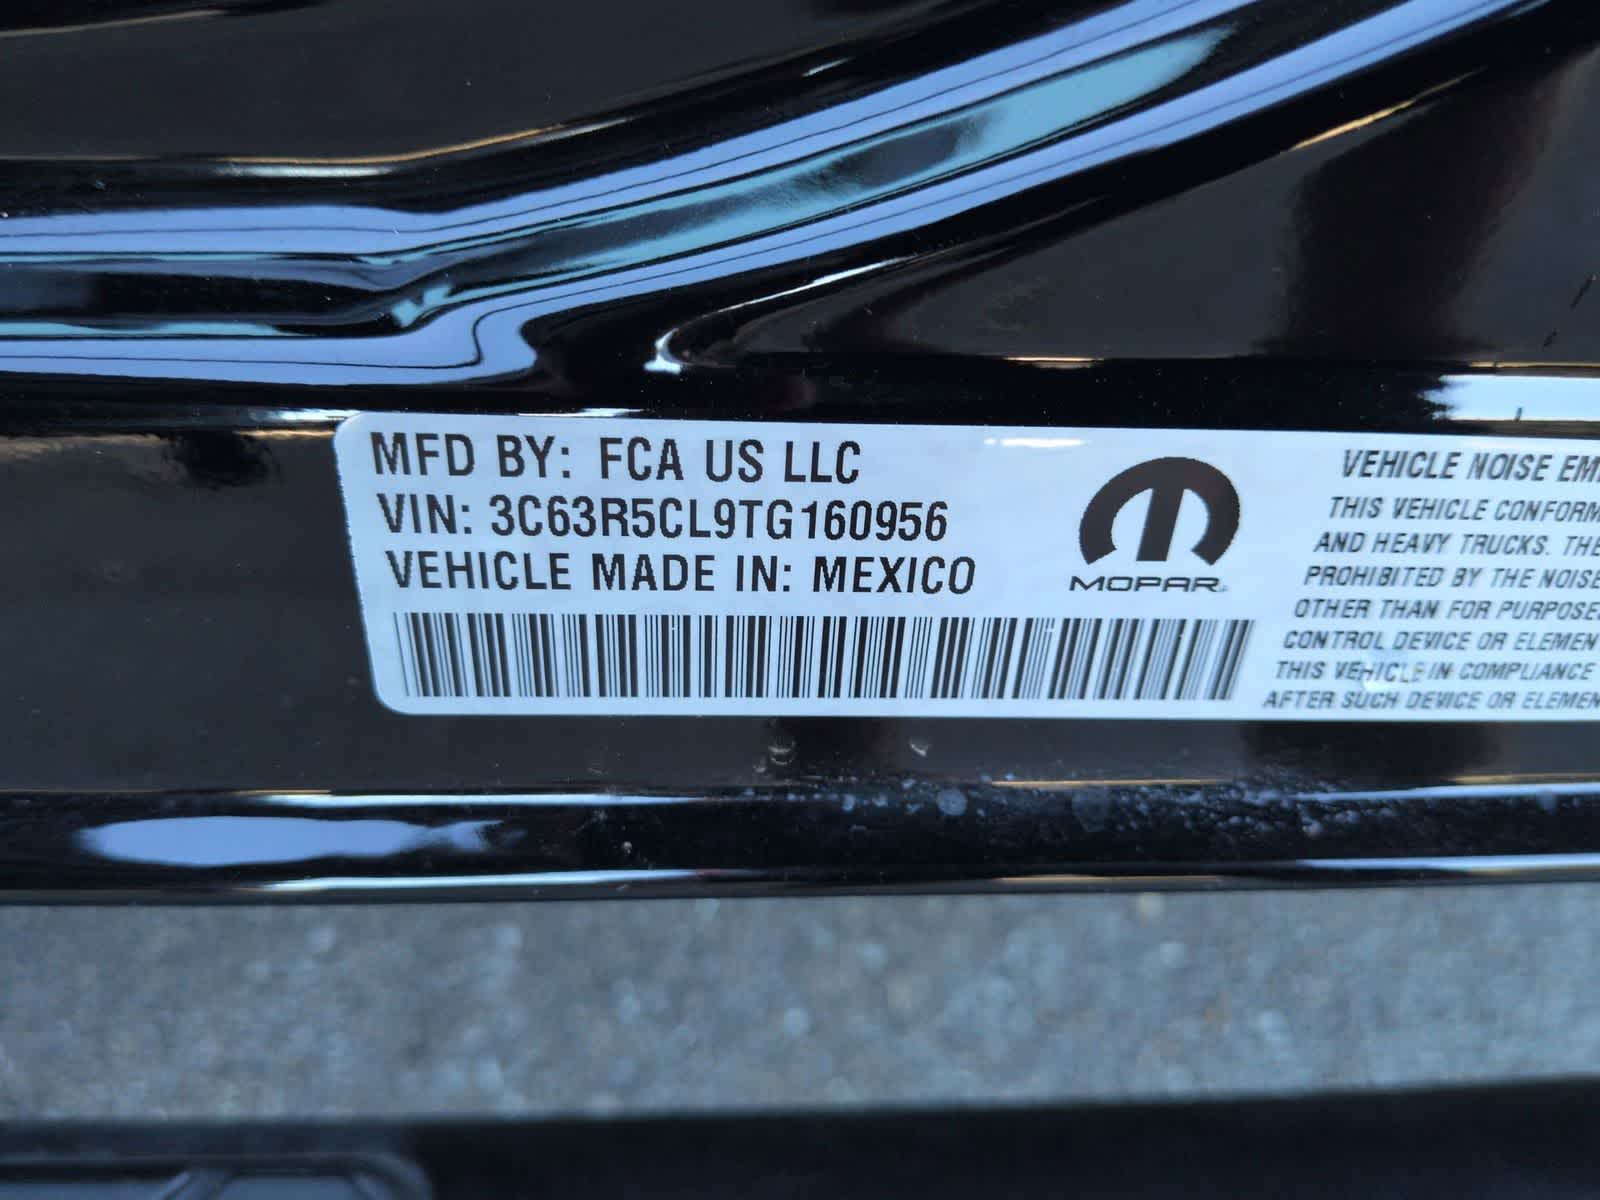 MFD BY: FCA US LLC
VIN: 3C63R5CL9TG160956
VEHICLE MADE IN: MEXICO
MOPAR
VEHICLE NOISE EM
THIS VEHICLE CONFORM
AND HEAVY TRUCKS. THE
PROHIBITED BY THE NOISE
OTHER THAN FOR PURPOSE
CONTROL DEVICE OR ELEMEN
THIS VEHICLE IN COMPLIANCE
AFTER SUCH DEVICE OR ELEMEN